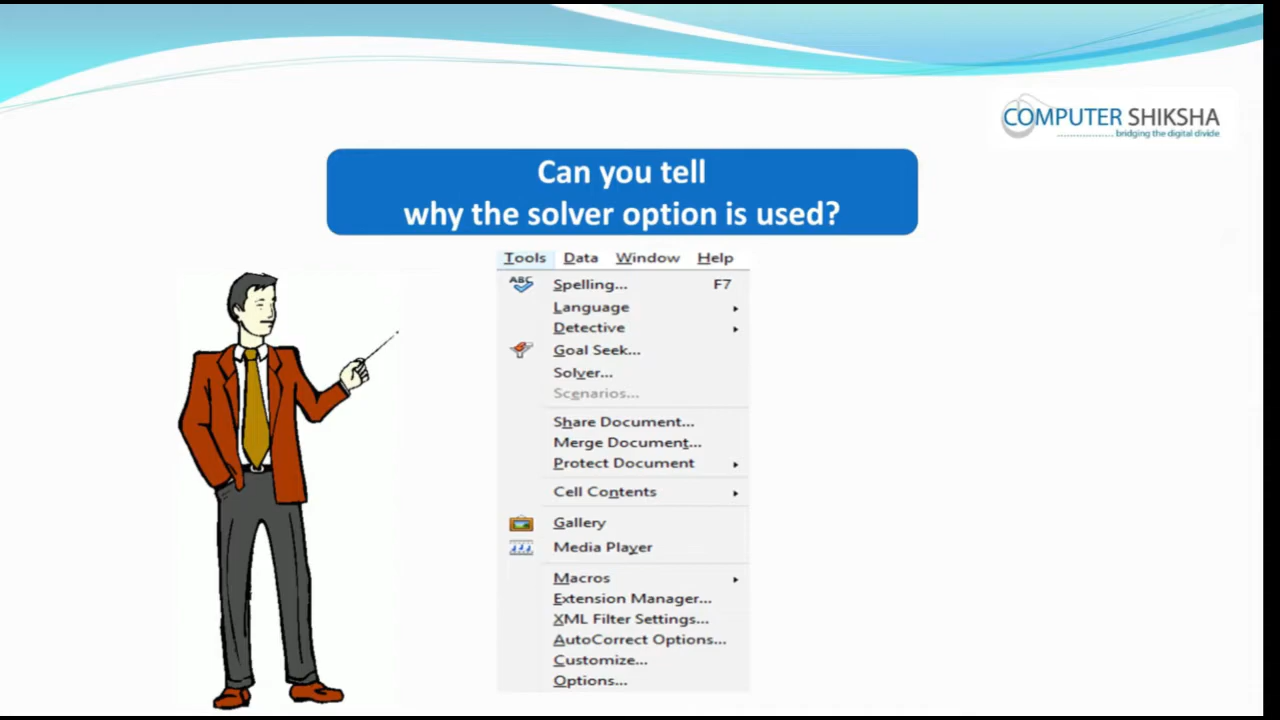 COMPUTER SHIKSHA
bridging the digital divide
Can you tell
why the solver option is used?
Tools Data Window Help
ABC Spelling... F7
Language
Detective
Goal Seek...
Solver...
Scenarios...
Share Document...
Merge Document...
Protect Document
Cell Contents
Gallery
Media Player
Macros
Extension Manager...
XML Filter Settings...
AutoCorrect Options...
Customize...
Options...